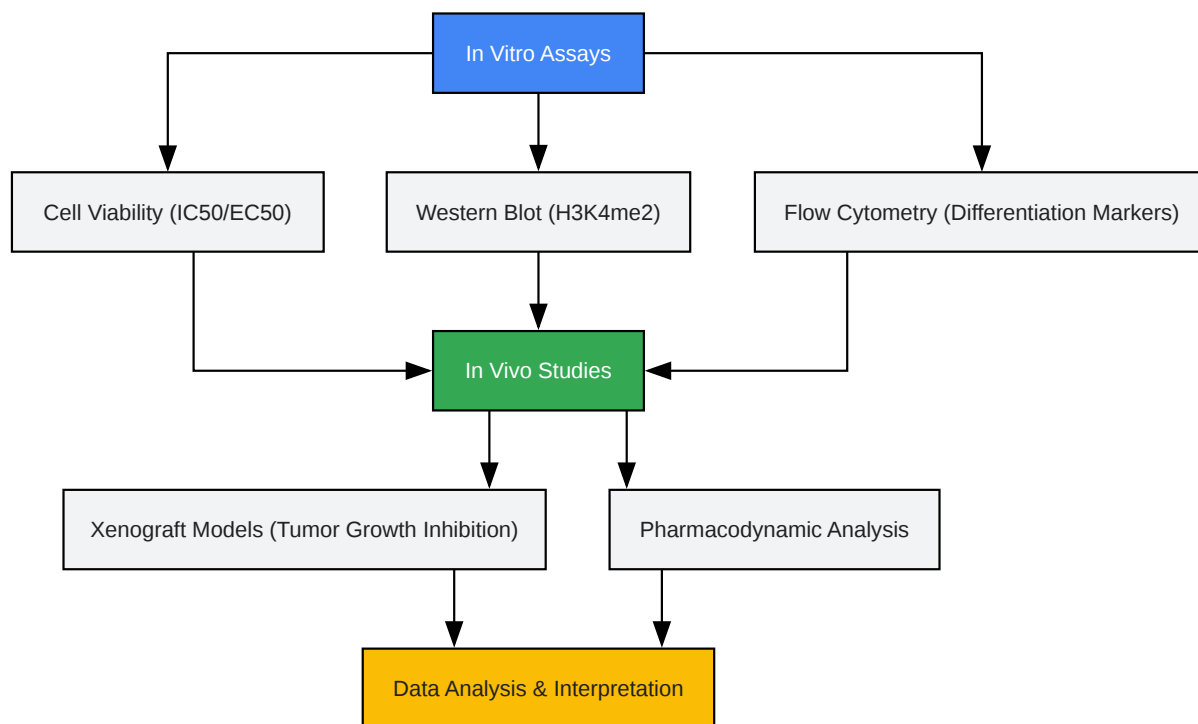 In Vitro Assays
Cell Viability (IC50/EC50)
Western Blot (H3K4me2)
Flow Cytometry (Differentiation Markers)
In Vivo Studies
Xenograft Models (Tumor Growth Inhibition)
Pharmacodynamic Analysis
Data Analysis & Interpretation